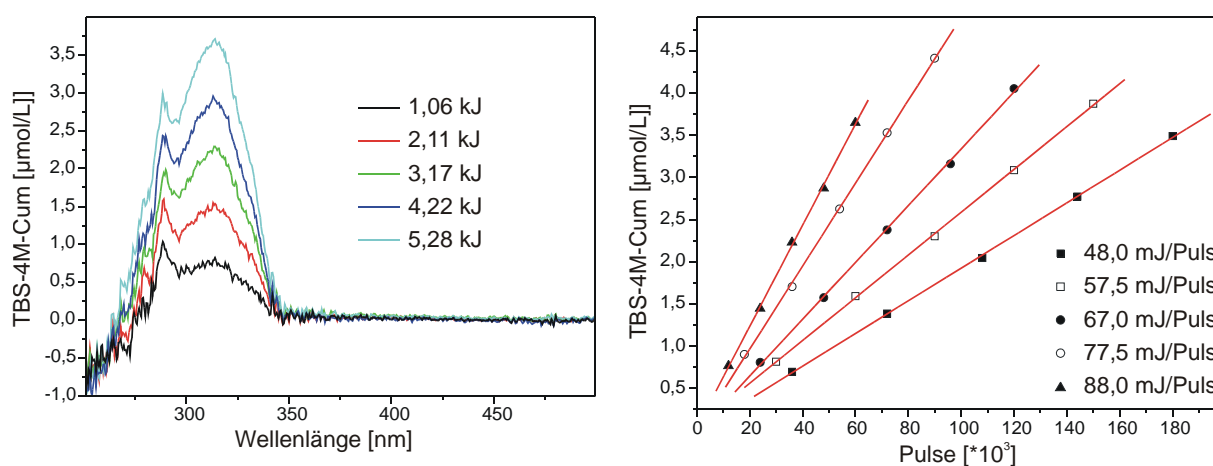 TBS-4M-Cum [µmol/L]]
3,5
3,0
2,5
2,0
1,5
1,0
0,5
0,0
-0,5
-1,0
300
350
400
450
Wellenlänge [nm]
1,06 kJ
2,11 kJ
3,17 kJ
4,22 kJ
5,28 kJ
TBS-4M-Cum [µmol/L]]
4,5
4,0
3,5
3,0
2,5
2,0
1,5
1,0
0,5
0
20
40
60
80
100
120
140
160
180
Pulse [*10³]
48,0 mJ/Puls
57,5 mJ/Puls
67,0 mJ/Puls
77,5 mJ/Puls
88,0 mJ/Puls